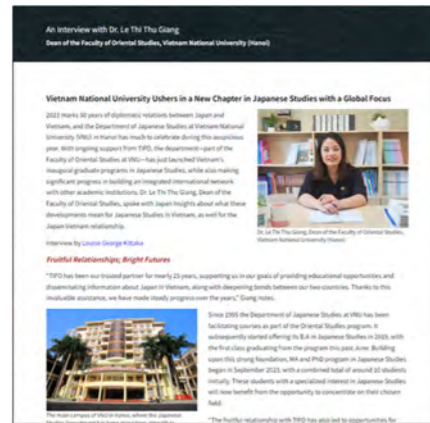 An Interview with Dr. Le Thi Thu Giang
Dean of the Faculty of Oriental Studies, Vietnam National University (Hanoi)
Vietnam National University Ushers in a New Chapter in Japanese Studies with a Global Focus
2023 marks 50 years of diplomatic relations between Japan and
Vietnam, and the Department of Japanese Studies at Vietnam National
University (VNU) in Hanoi has much to celebrate during this auspicious
year. With ongoing support from TIFO, the department—part of the
Faculty of Oriental Studies at VNU—has just launched Vietnam's
inaugural graduate programs in Japanese Studies, while also making
significant progress in building an integrated international network
with other academic institutions. Dr. Le Thi Thu Giang, Dean of the
Faculty of Oriental Studies, spoke with Japan Insights about what these
developments mean for Japanese Studies in Vietnam, as well for the
Japan Vietnam relationship.
Dr. Le Thi Thu Giang, Dean of the Faculty of Oriental Studies,
Vietnam National University (Hanoi)
Interview by Louise George Kittaka
Fruitful Relationships; Bright Futures
"TIFO has been our trusted partner for nearly 25 years, supporting us in our goals of providing educational opportunities and
disseminating information about Japan in Vietnam, along with deepening bonds between our two countries. Thanks to this
invaluable assistance, we have made steady progress over the years," Giang notes.
Since 1995 the Department of Japanese Studies at VNU has been
facilitating courses as part of the Oriental Studies program. It
subsequently started offering its B.A in Japanese Studies in 2019, with
the first class graduating from the program this past June. Building
upon this strong foundation, MA and PhD program in Japanese Studies
began in September 2023, with a combined total of around 10 students
initially. These students with a specialized interest in Japanese Studies
will now benefit from the opportunity to concentrate on their chosen
field.
The main campus of VNU in Hanoi, where the Japanese
"The fruitful relationship with TIFO has also led to opportunities for